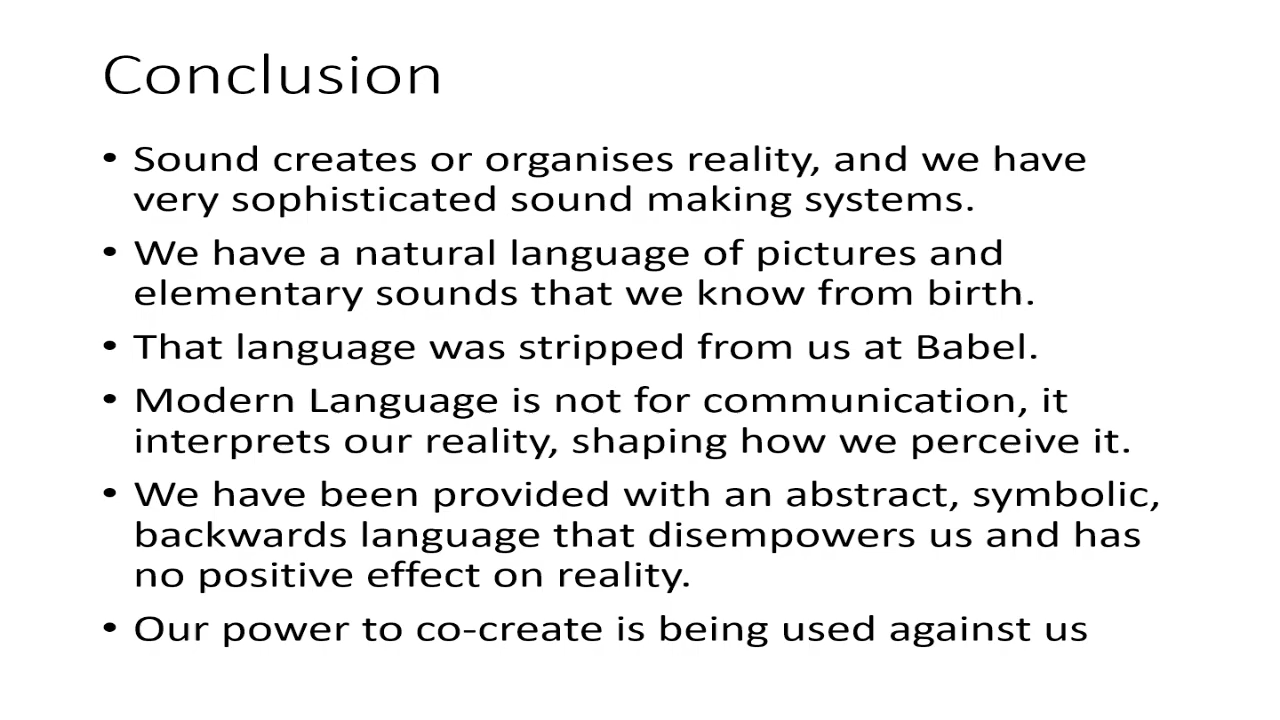 Conclusion
• Sound creates or organises reality, and we have
very sophisticated sound making systems.
• We have a natural language of pictures and
elementary sounds that we know from birth.
• That language was stripped from us at Babel.
• Modern Language is not for communication, it
interprets our reality, shaping how we perceive it.
• We have been provided with an abstract, symbolic,
backwards language that disempowers us and has
no positive effect on reality.
• Our power to co-create is being used against us